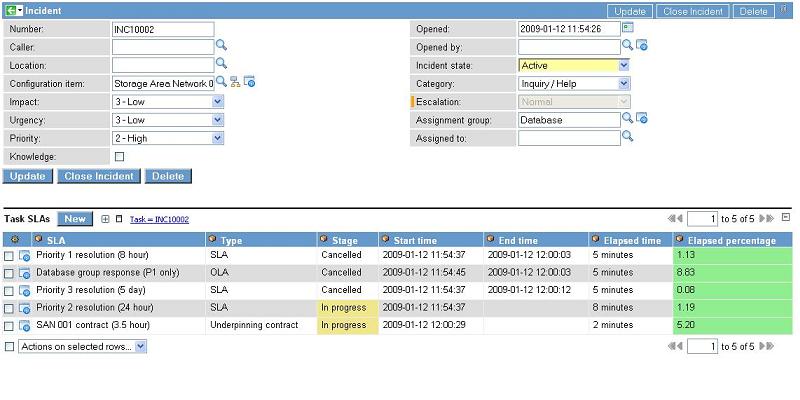 Incident Update Close Incident Delete
Number: INC10002 Opened: 2009-01-12 11:54:26
Caller: Opened by:
Location: Incident state: Active
Configuration item: Storage Area Network 0 Category: Inquiry / Help
Impact: 3 - Low Escalation: Normal
Urgency: 3 - Low Assignment group: Database
Priority: 2 - High Assigned to:
Knowledge:
Update Close Incident Delete
Task SLAs New Task = INC10002 1 to 5 of 5
SLA Type Stage Start time End time Elapsed time Elapsed percentage
Priority 1 resolution (8 hour) SLA Cancelled 2009-01-12 11:54:37 2009-01-12 12:00:03 5 minutes 1.13
Database group response (P1 only) OLA Cancelled 2009-01-12 11:54:45 2009-01-12 12:00:03 5 minutes 8.83
Priority 3 resolution (5 day) SLA Cancelled 2009-01-12 11:54:37 2009-01-12 12:00:12 5 minutes 0.08
Priority 2 resolution (24 hour) SLA In progress 2009-01-12 11:54:37 8 minutes 1.19
SAN 001 contract (3.5 hour) Underpinning contract In progress 2009-01-12 12:00:29 2 minutes 5.20
Actions on selected rows... 1 to 5 of 5